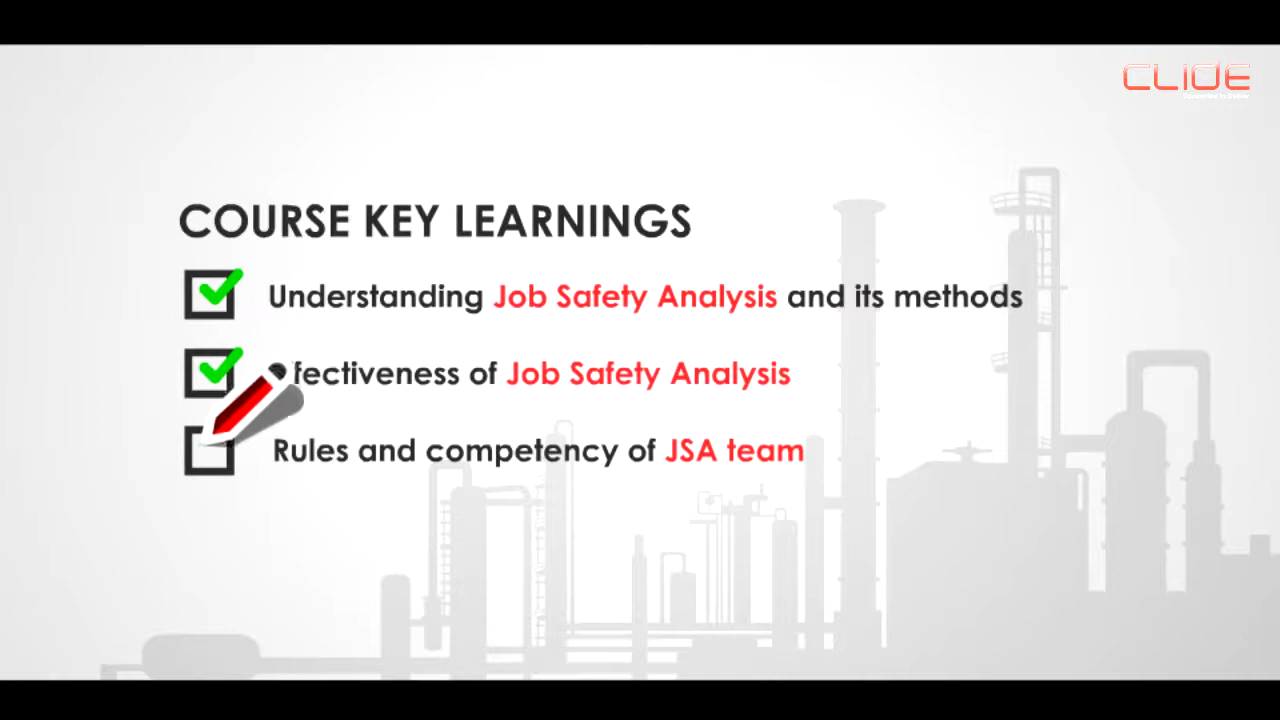 CLIDE
COURSE KEY LEARNINGS
Understanding Job Safety Analysis and its methods
of Job Safety Analysis
Rules and competency of JSA team